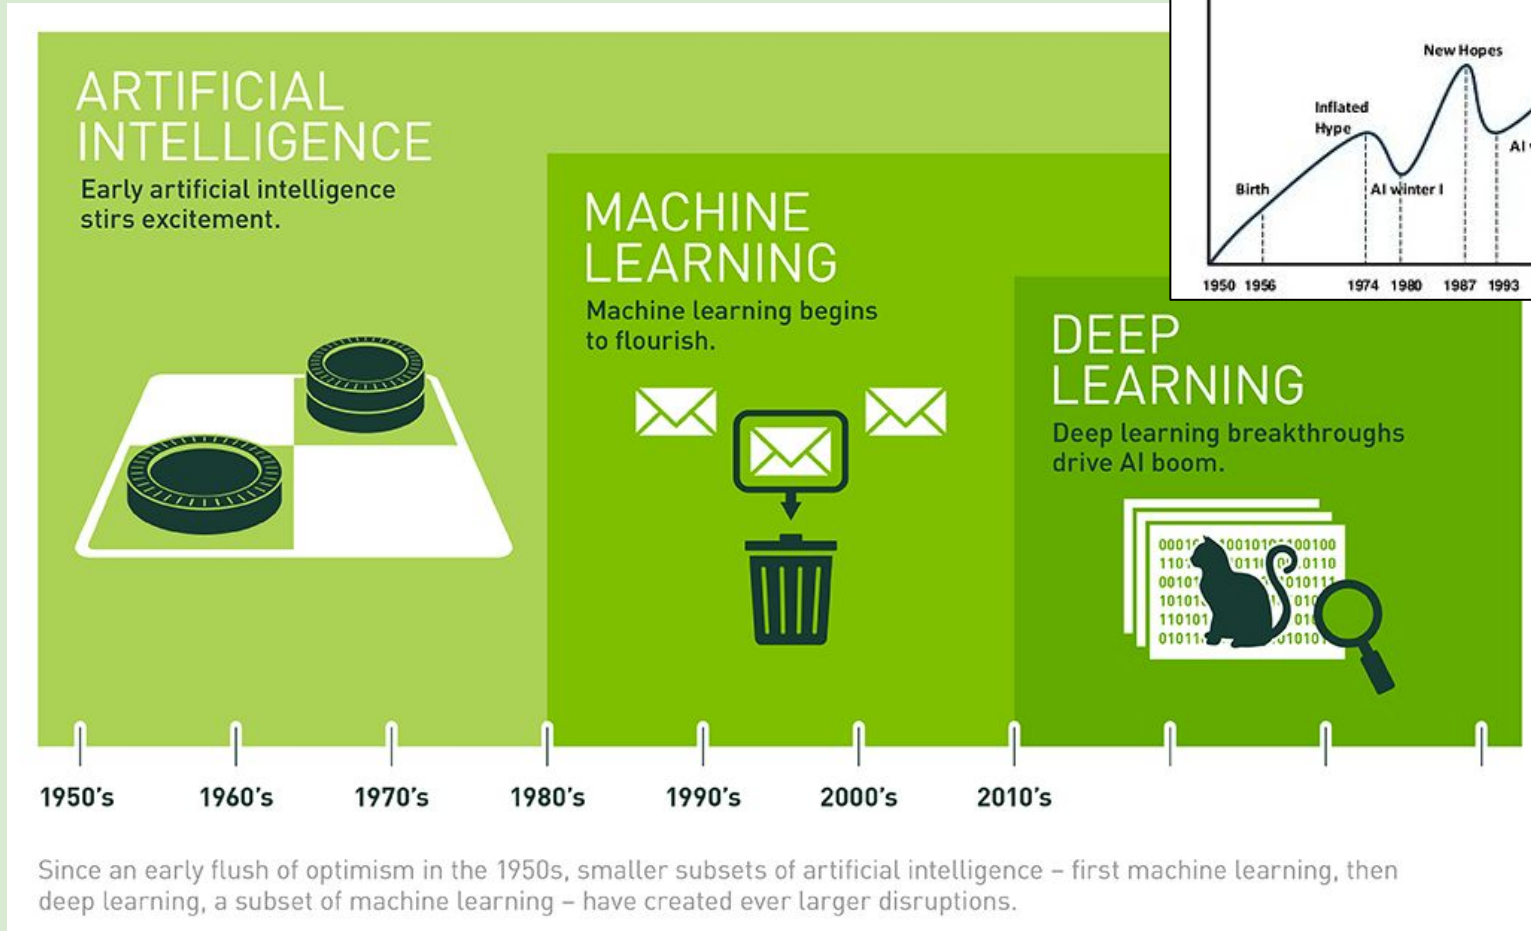 ARTIFICIAL
INTELLIGENCE
Early artificial intelligence
stirs excitement.
MACHINE
LEARNING
Machine learning begins
to flourish.
DEEP
LEARNING
Deep learning breakthroughs
drive AI boom.
New Hopes
Inflated
Hype
AI
Birth
AI winter I
1950 1956 1974 1980 1987 1993
1950's 1960's 1970's 1980's 1990's 2000's 2010's
Since an early flush of optimism in the 1950s, smaller subsets of artificial intelligence – first machine learning, then
deep learning, a subset of machine learning – have created ever larger disruptions.